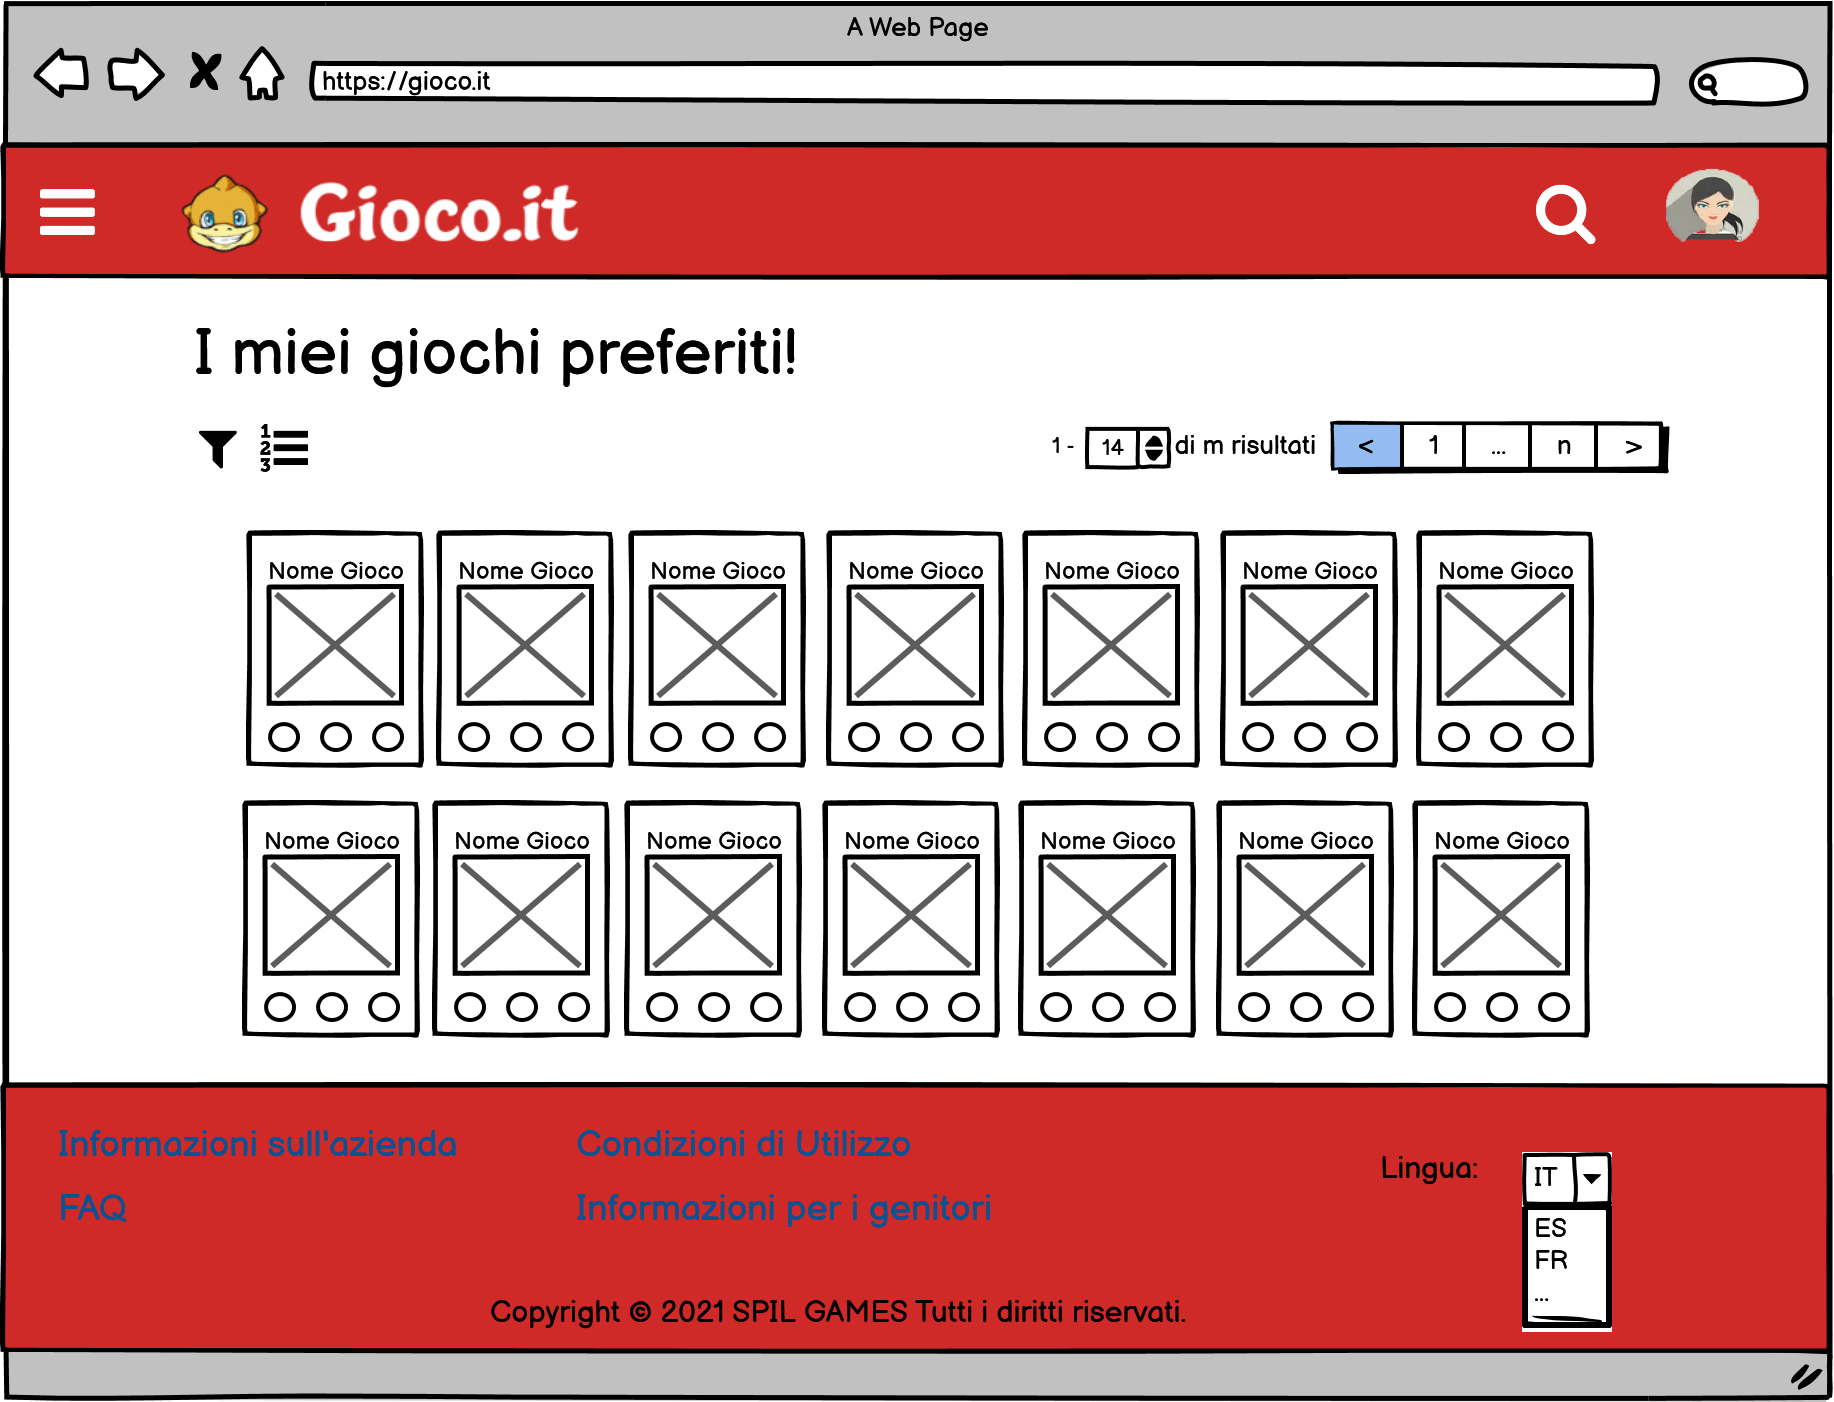 A Web Page
https://gioco.it
Gioco.it
I miei giochi preferiti!
1
2
3
1 - 14 di m risultati < 1 ... n >
Nome Gioco Nome Gioco Nome Gioco Nome Gioco Nome Gioco Nome Gioco Nome Gioco
Nome Gioco Nome Gioco Nome Gioco Nome Gioco Nome Gioco Nome Gioco Nome Gioco
Informazioni sull'azienda Condizioni di Utilizzo
FAQ Informazioni per i genitori
Lingua: IT
ES
FR
...
Copyright © 2021 SPIL GAMES Tutti i diritti riservati.